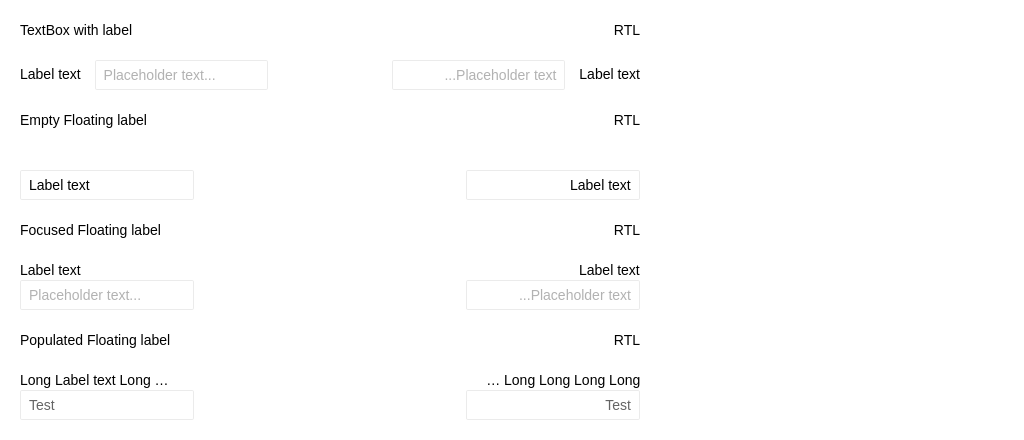 TextBox with label RTL
Label text Placeholder text... ...Placeholder text Label text
Empty Floating label RTL
Label text Label text
Focused Floating label RTL
Label text Label text
Placeholder text... ...Placeholder text
Populated Floating label RTL
Long Label text Long … … Long Long Long Long
Test Test